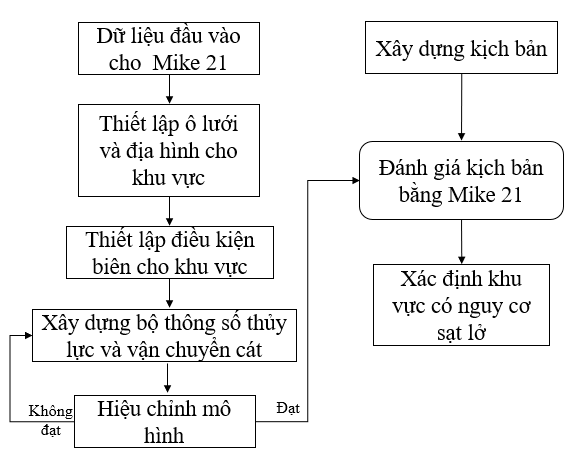 Dữ liệu đầu vào
cho Mike 21
Thiết lập ô lưới
và địa hình cho
khu vực
Thiết lập điều kiện
biên cho khu vực
Xây dựng bộ thông số thủy
lực và vận chuyển cát
Không
đạt
Hiệu chỉnh mô
hình
Đạt
Xây dựng kịch bản
Đánh giá kịch bản
bằng Mike 21
Xác định khu
vực có nguy cơ
sạt lở